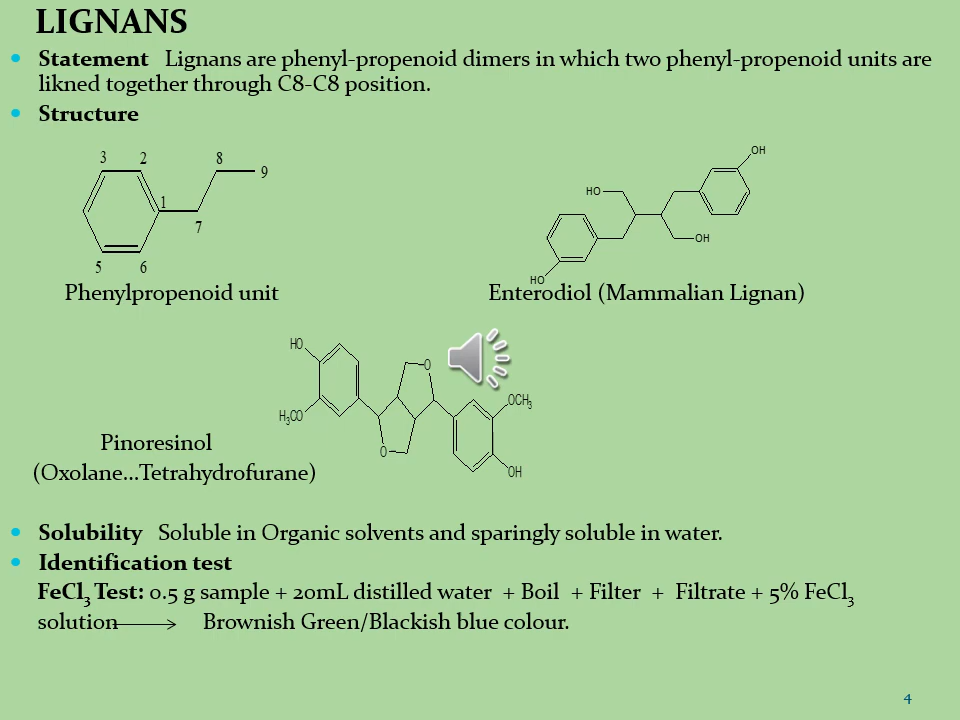 LIGNANS
Statement Lignans are phenyl-propenoid dimers in which two phenyl-propenoid units are
likned together through C8-C8 position.
Structure
3 2 8 9
1
7
5 6
OH
HO
OH
HO
Phenylpropenoid unit
Enterodiol (Mammalian Lignan)
HO
O
H₃CO
OCH₃
O
OH
Pinoresinol
(Oxolane...Tetrahydrofurane)
Solubility Soluble in Organic solvents and sparingly soluble in water.
Identification test
FeCl₃ Test: 0.5 g sample + 20mL distilled water + Boil + Filter + Filtrate + 5% FeCl₃
solution → Brownish Green/Blackish blue colour.
4